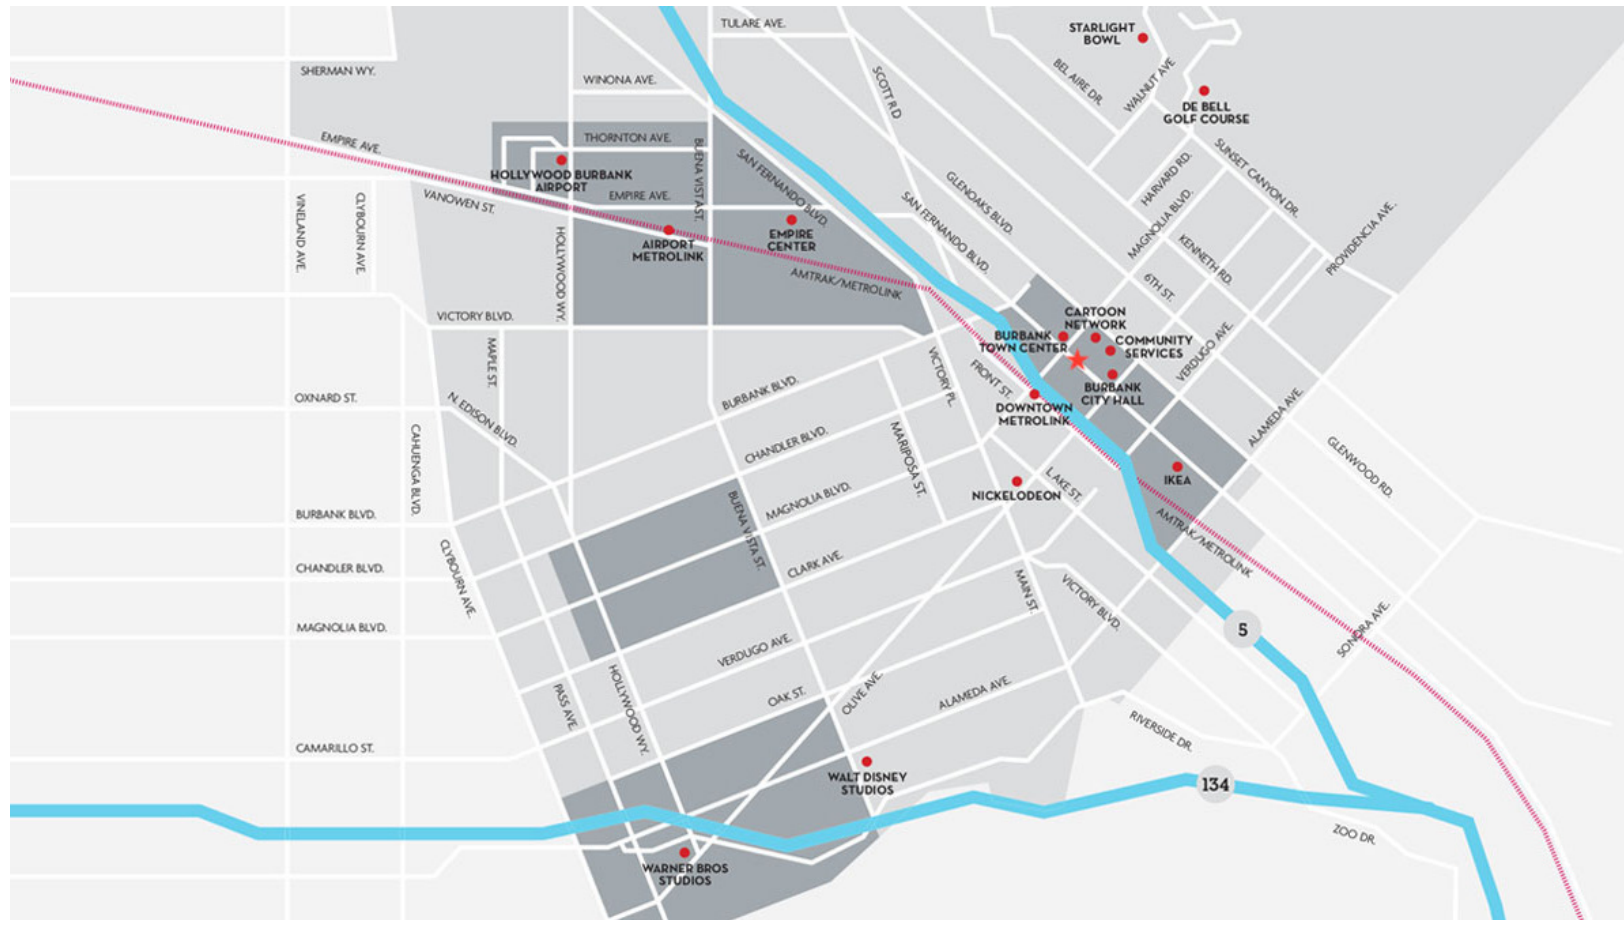 TULARE AVE.
STARLIGHT
BOWL
SHERMAN WY.
WINONA AVE.
SCOTT RD
BEL AIRE DR.
WALNUT AVE
DE BELL
GOLF COURSE
EMPIRE AVE.
THORNTON AVE.
BUENA VISTA ST.
SAN FERNANDO BLVD.
HOLLYWOOD BURBANK
AIRPORT
GLENOAKS BLVD.
HARVARD RD.
SUNSET CANYON DR.
VANOWEN ST.
EMPIRE AVE.
VINELAND AVE.
CLYBOURN AVE.
HOLLYWOOD WY.
AIRPORT
METROLINK
EMPIRE
CENTER
SAN FERNANDO BLVD.
MAGNOLIA BLVD.
KENNETH RD.
PROVIDENCIA AVE.
AMTRAK/METROLINK
6TH ST.
VICTORY BLVD.
CARTOON
NETWORK
BURBANK
TOWN CENTER
COMMUNITY
SERVICES
VERDUGO AVE.
MAPLE ST.
VICTORY PL.
FRONT ST.
BURBANK
CITY HALL
OXNARD ST.
N. EDISON BLVD.
BURBANK BLVD.
DOWNTOWN
METROLINK
ALAMEDA AVE.
CAHUENGA BLVD.
CHANDLER BLVD.
MARIPOSA ST.
GLENWOOD RD.
IKEA
NICKELODEON
LAKE ST.
BURBANK BLVD.
BUENA VISTA ST.
MAGNOLIA BLVD.
AMTRAK/METROLINK
CHANDLER BLVD.
CLYBOURN AVE.
CLARK AVE.
MAIN ST.
VICTORY BLVD.
MAGNOLIA BLVD.
5
SONORA AVE.
VERDUGO AVE.
PASS AVE.
HOLLYWOOD WY.
OAK ST.
OLIVE AVE.
ALAMEDA AVE.
CAMARILLO ST.
RIVERSIDE DR.
WALT DISNEY
STUDIOS
134
ZOO DR.
WARNER BROS
STUDIOS